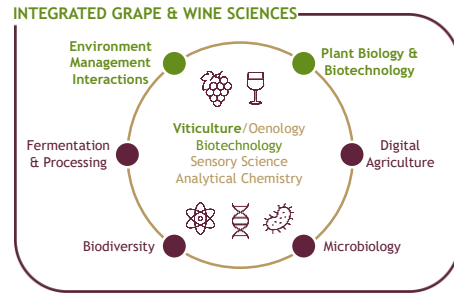 INTEGRATED GRAPE & WINE SCIENCES
Environment
Management
Interactions
Plant Biology &
Biotechnology
Viticulture/Oenology
Biotechnology
Sensory Science
Analytical Chemistry
Fermentation
& Processing
Digital
Agriculture
Biodiversity
Microbiology